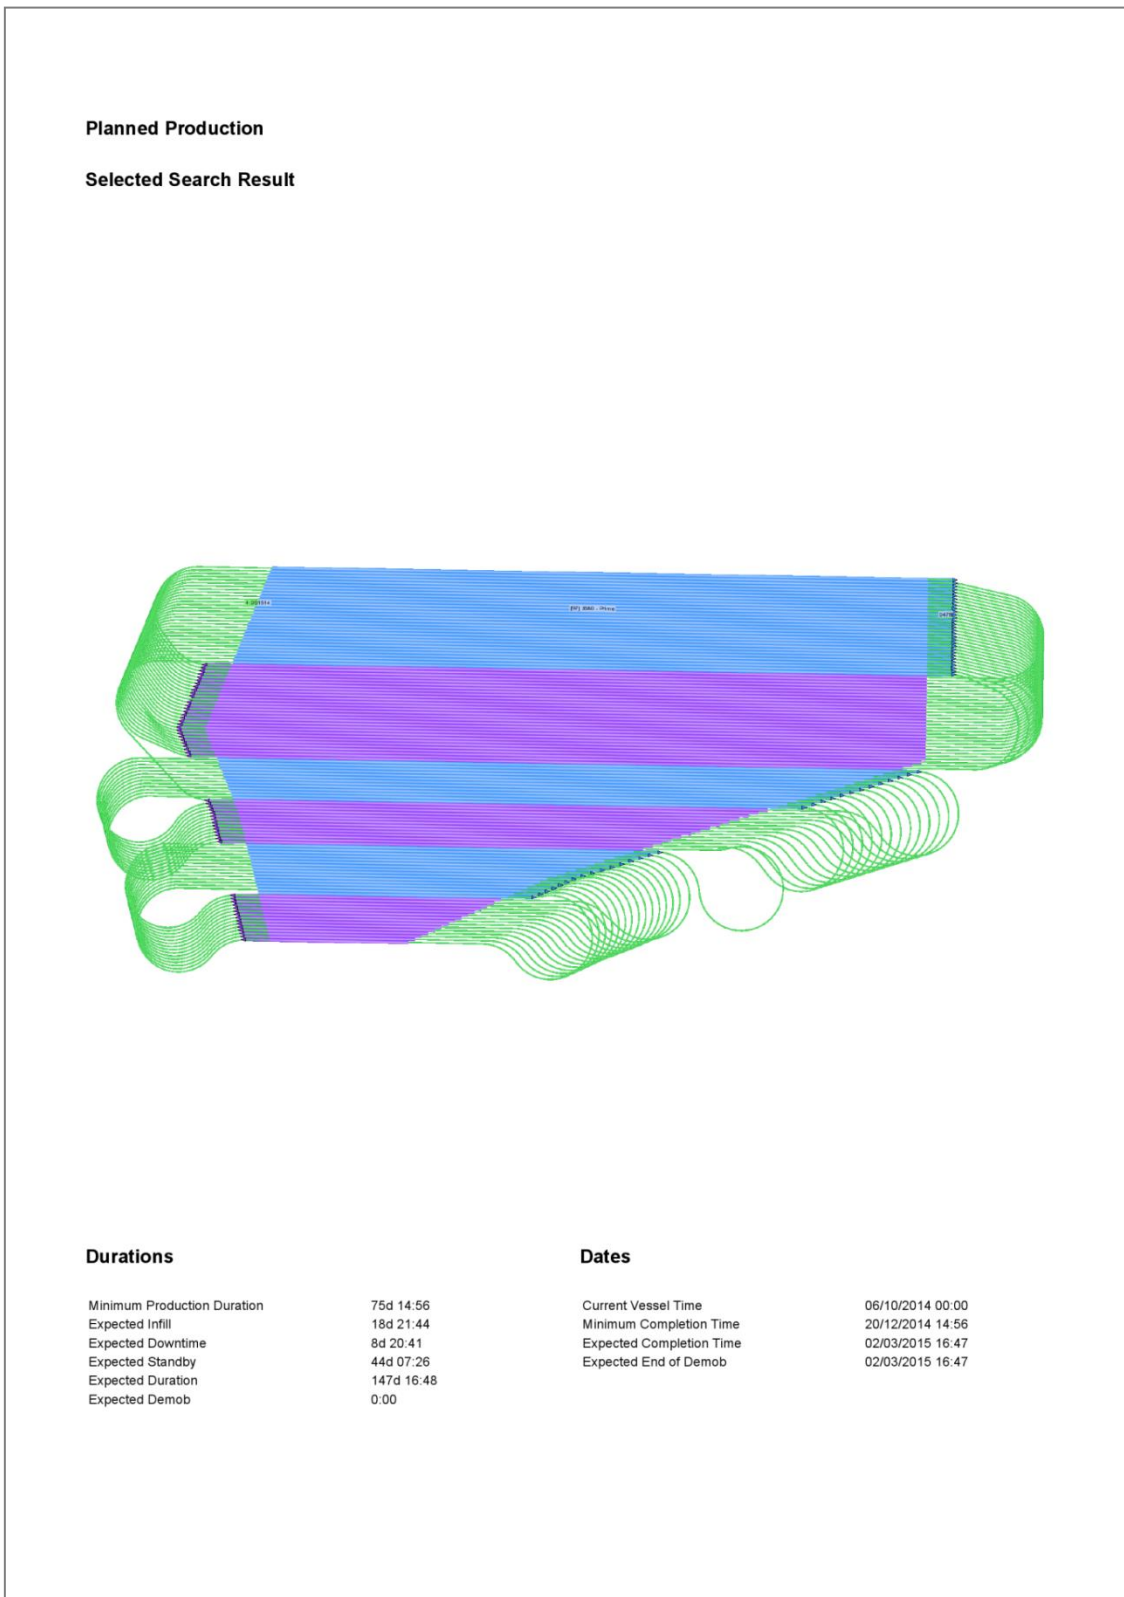 Planned Production
Selected Search Result
Durations
Minimum Production Duration 75d 14:56
Expected Infill 18d 21:44
Expected Downtime 8d 20:41
Expected Standby 44d 07:26
Expected Duration 147d 16:48
Expected Demob 0:00
Dates
Current Vessel Time 06/10/2014 00:00
Minimum Completion Time 20/12/2014 14:56
Expected Completion Time 02/03/2015 16:47
Expected End of Demob 02/03/2015 16:47